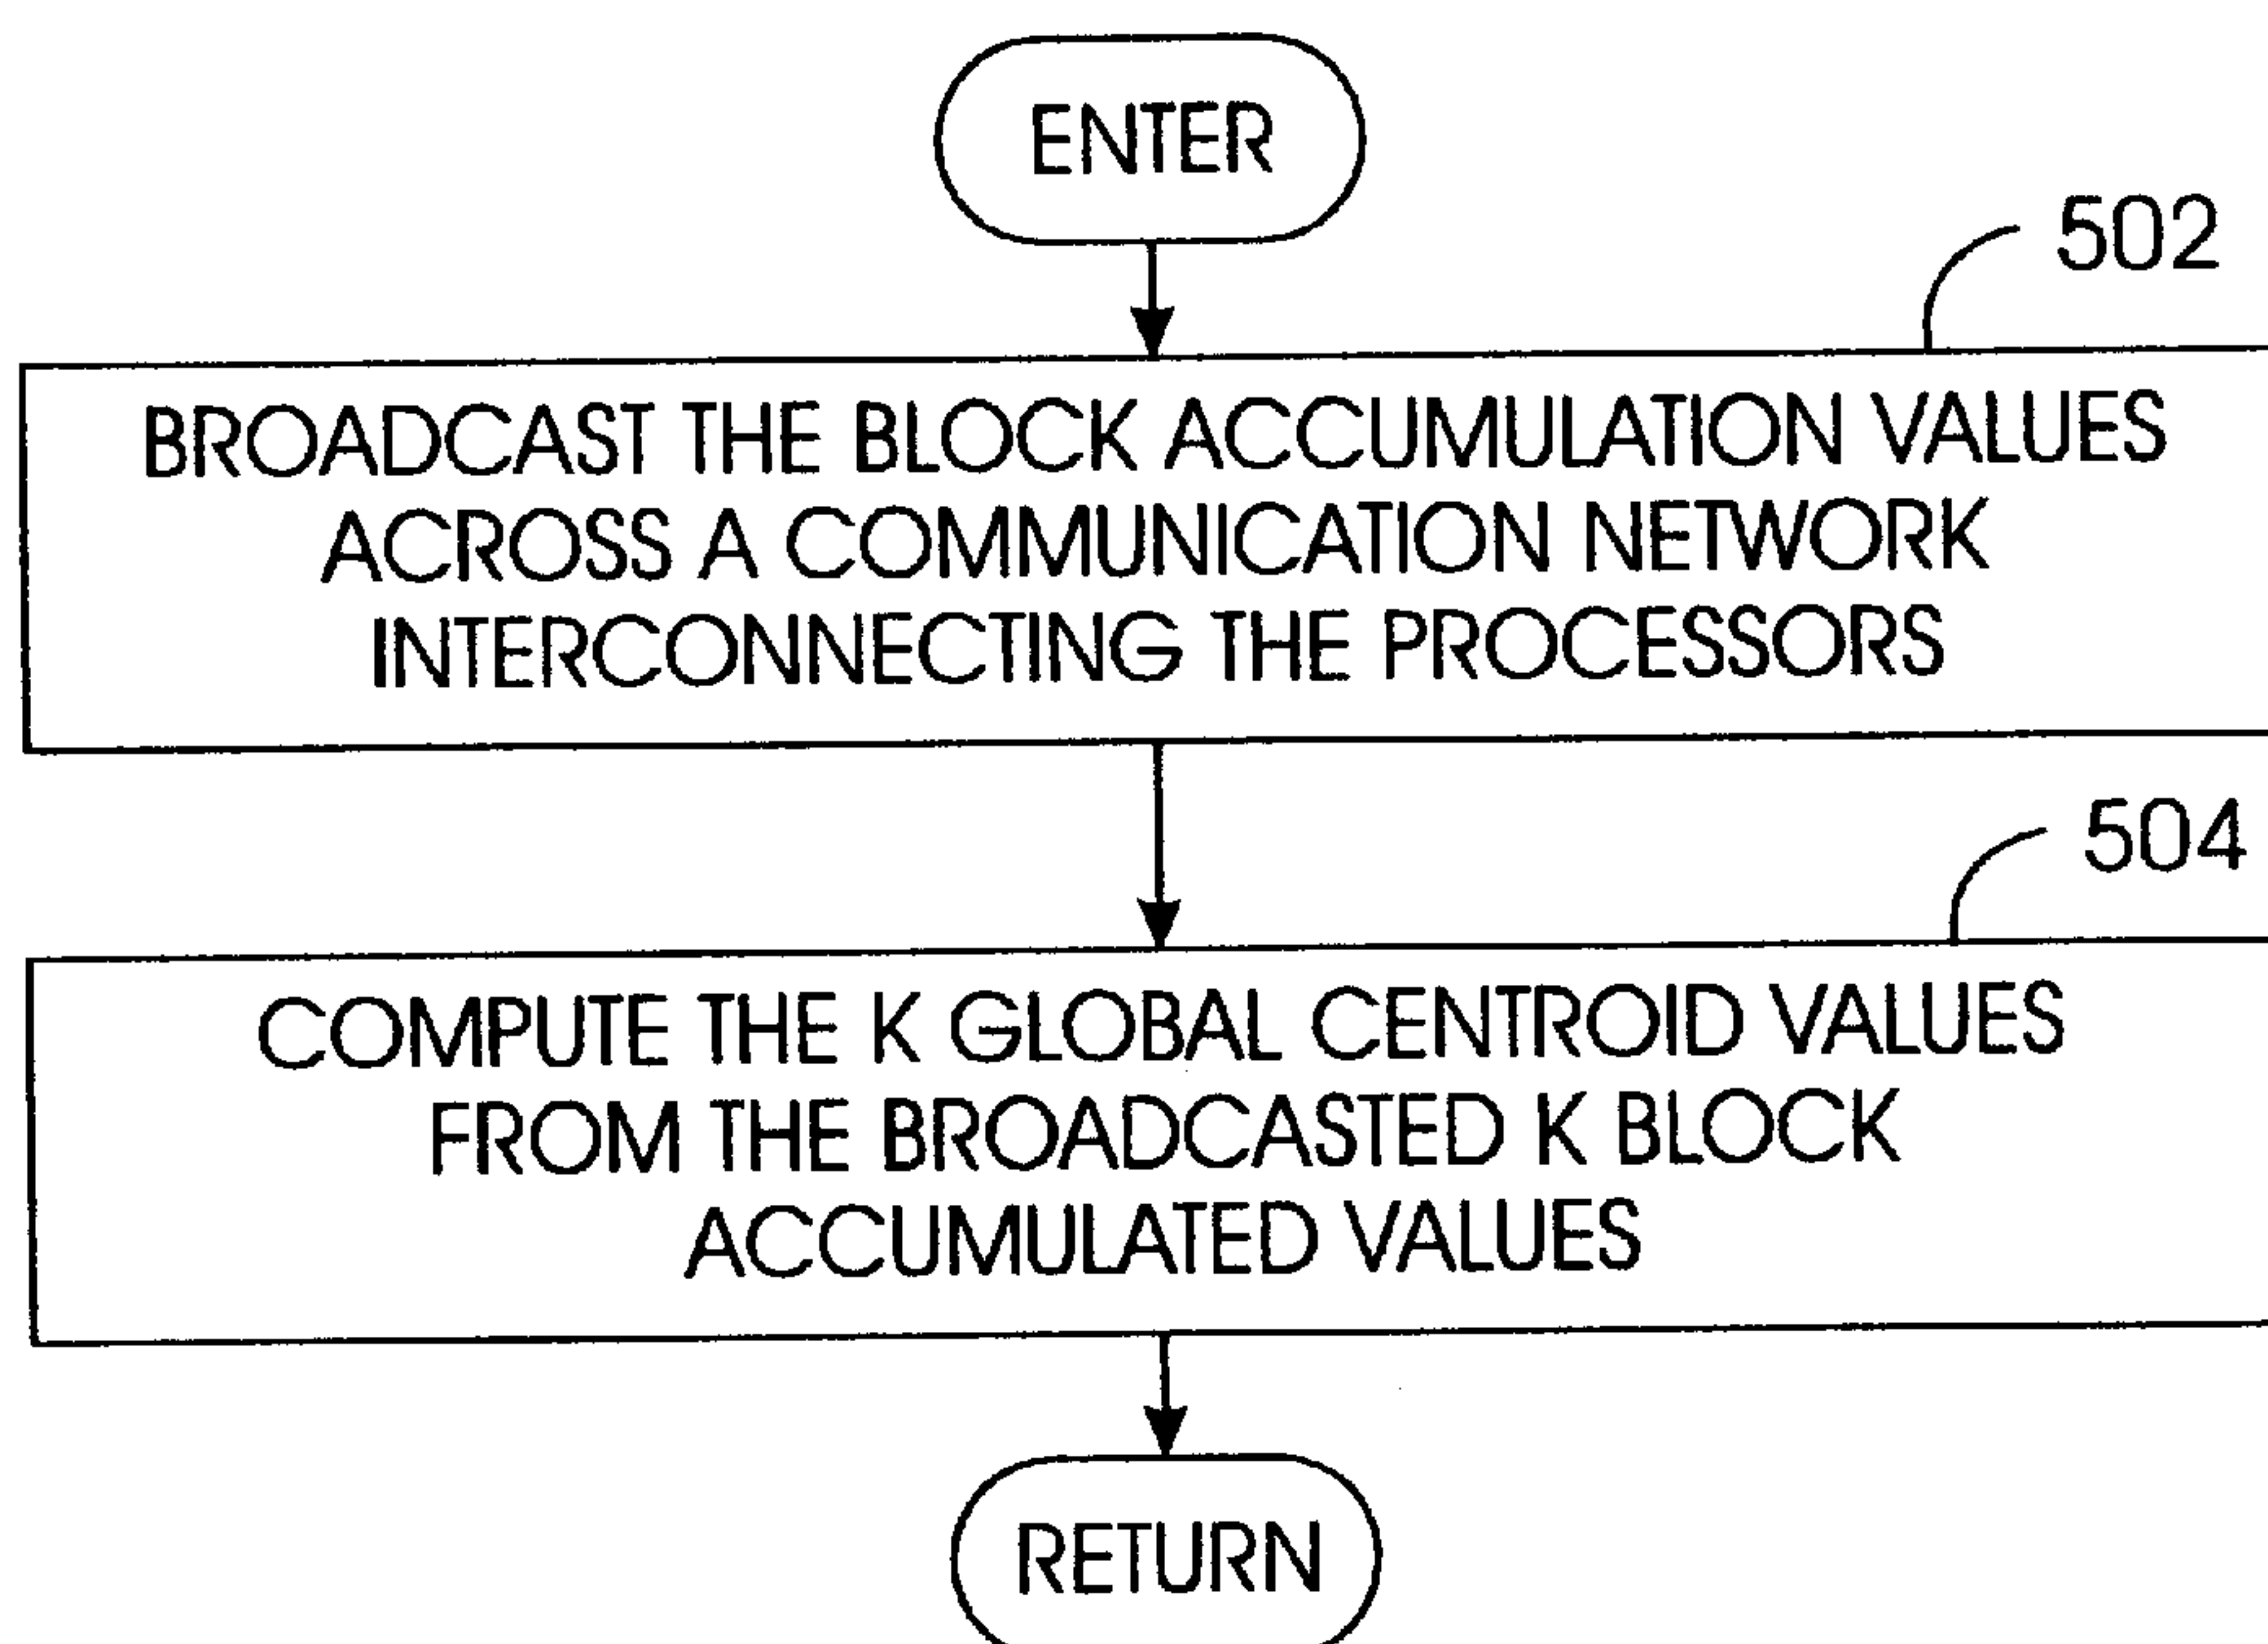 ENTER
502
BROADCAST THE BLOCK ACCUMULATION VALUES
ACROSS A COMMUNICATION NETWORK
INTERCONNECTING THE PROCESSORS
504
COMPUTE THE K GLOBAL CENTROID VALUES
FROM THE BROADCASTED K BLOCK
ACCUMULATED VALUES
RETURN